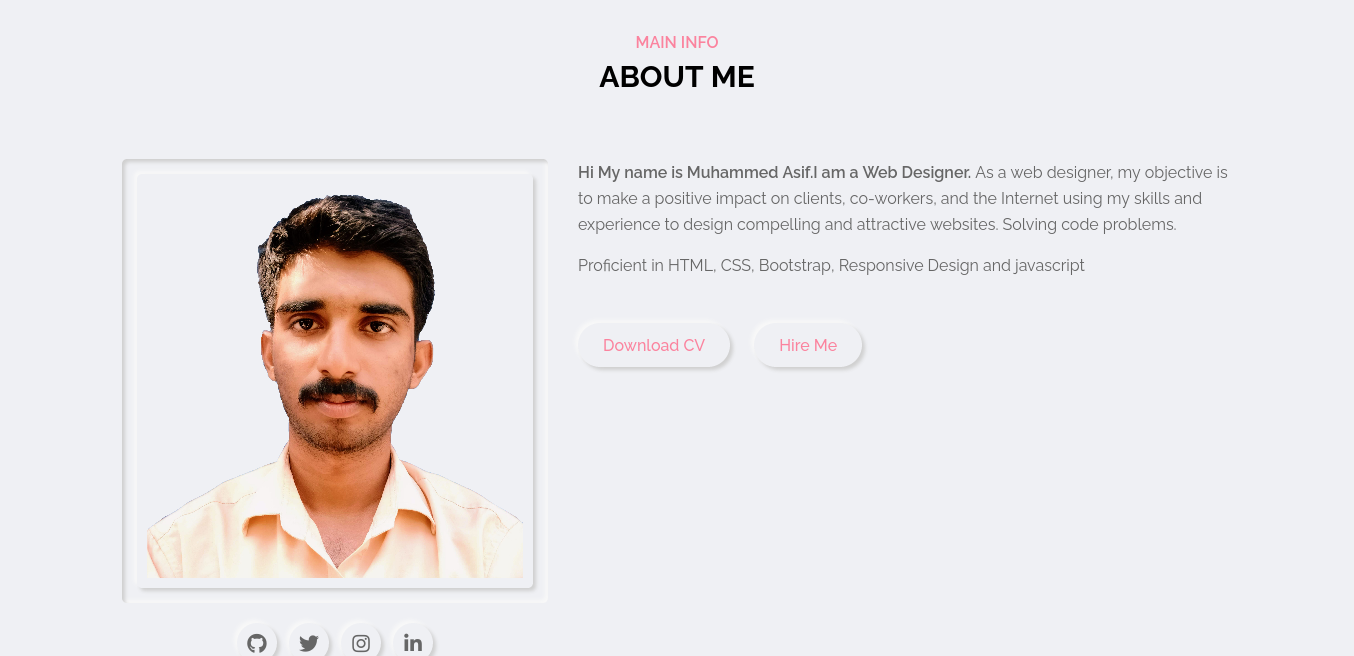 MAIN INFO
ABOUT ME
Hi My name is Muhammed Asif.I am a Web Designer. As a web designer, my objective is
to make a positive impact on clients, co-workers, and the Internet using my skills and
experience to design compelling and attractive websites. Solving code problems.
Proficient in HTML, CSS, Bootstrap, Responsive Design and javascript
Download CV
Hire Me